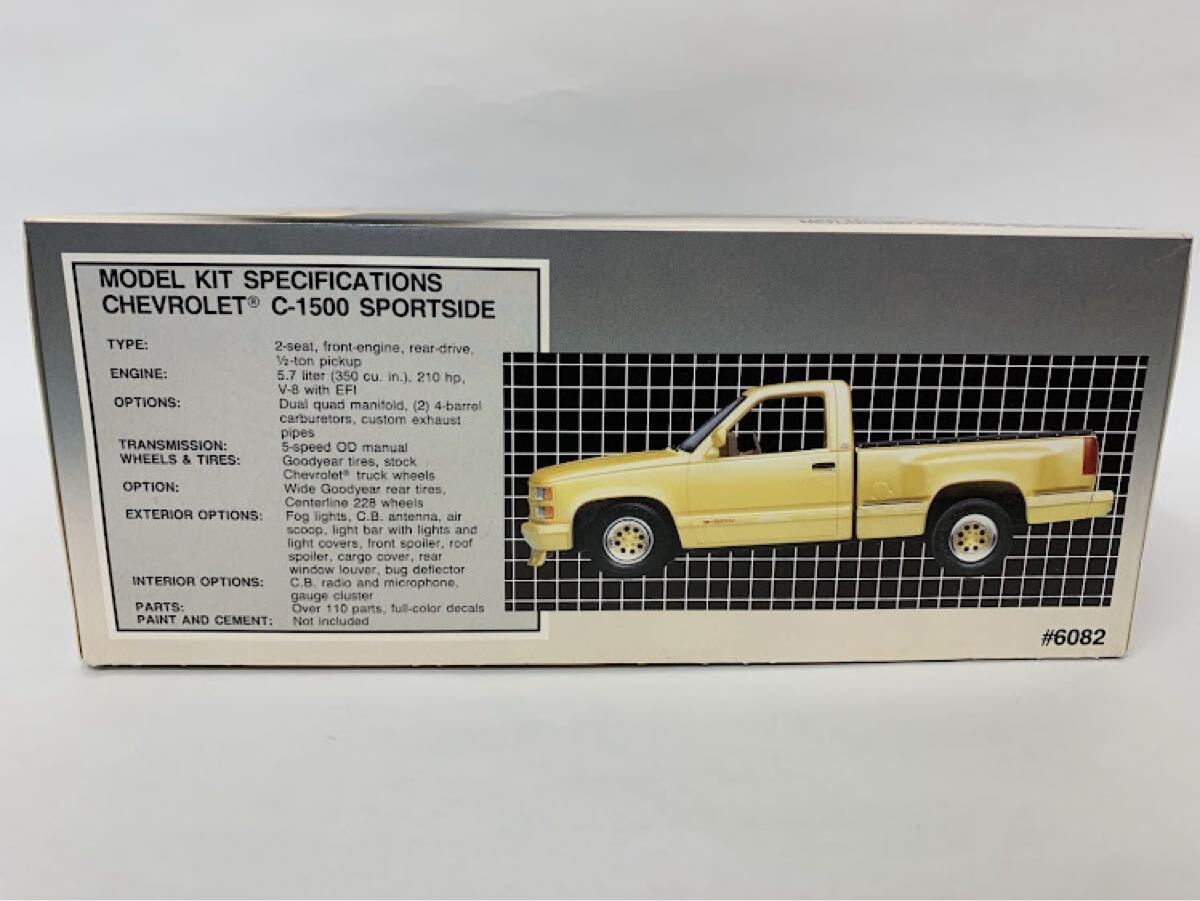 MODEL KIT SPECIFICATIONS
CHEVROLET® C-1500 SPORTSIDE
TYPE: 2-seat, front-engine, rear-drive,
½-ton pickup
ENGINE: 5.7 liter (350 cu. in.), 210 hp,
V-8 with EFI
OPTIONS: Dual quad manifold, (2) 4-barrel
carburetors, custom exhaust
pipes
TRANSMISSION: 5-speed OD manual
WHEELS & TIRES: Goodyear tires, stock
Chevrolet® truck wheels
OPTION: Wide Goodyear rear tires,
Centerline 228 wheels
EXTERIOR OPTIONS: Fog lights, C.B. antenna, air
scoop, light bar with lights and
light covers, front spoiler, roof
spoiler, cargo cover, rear
window louver, bug deflector
INTERIOR OPTIONS: C.B. radio and microphone,
gauge cluster
PARTS: Over 110 parts, full-color decals
PAINT AND CEMENT: Not included
#6082